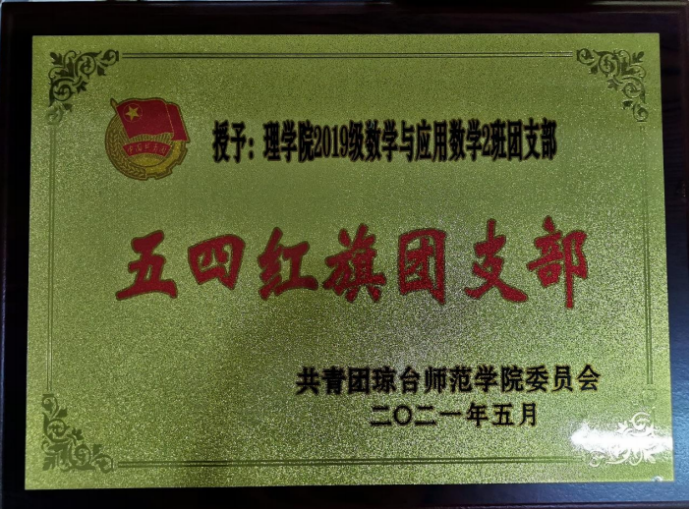 授予：理学院2019级数学与应用数学2班团支部
五四红旗团支部
共青团琼台师范学院委员会
二〇二一年五月